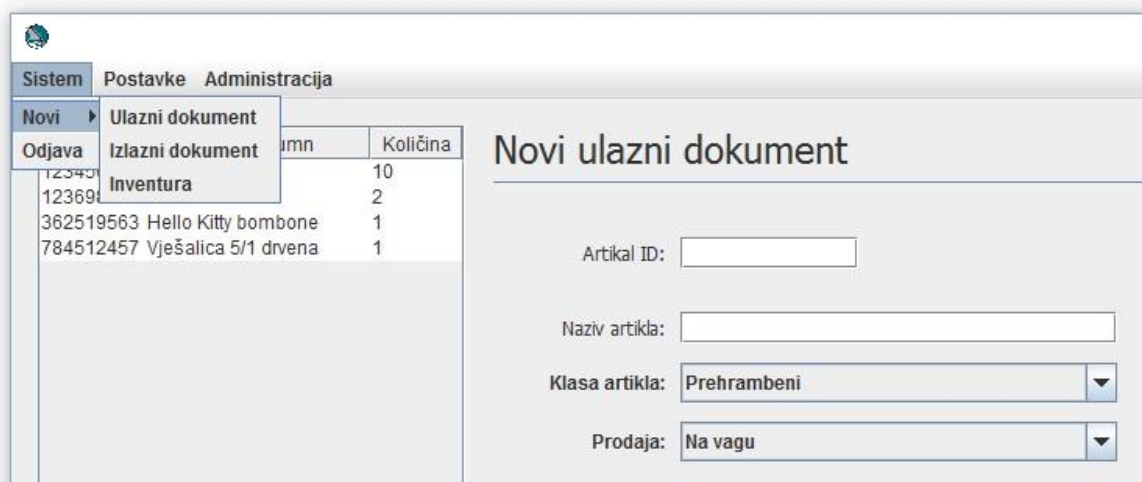 Sistem Postavke Administracija
Novi Ulazni dokument
Odjava Izlazni dokument
Inventura
Količina
10
2
362519563 Hello Kitty bombone 1
784512457 Vješalica 5/1 drvena 1
Novi ulazni dokument
Artikal ID:
Naziv artikla:
Klasa artikla: Prehrambeni
Prodaja: Na vagu